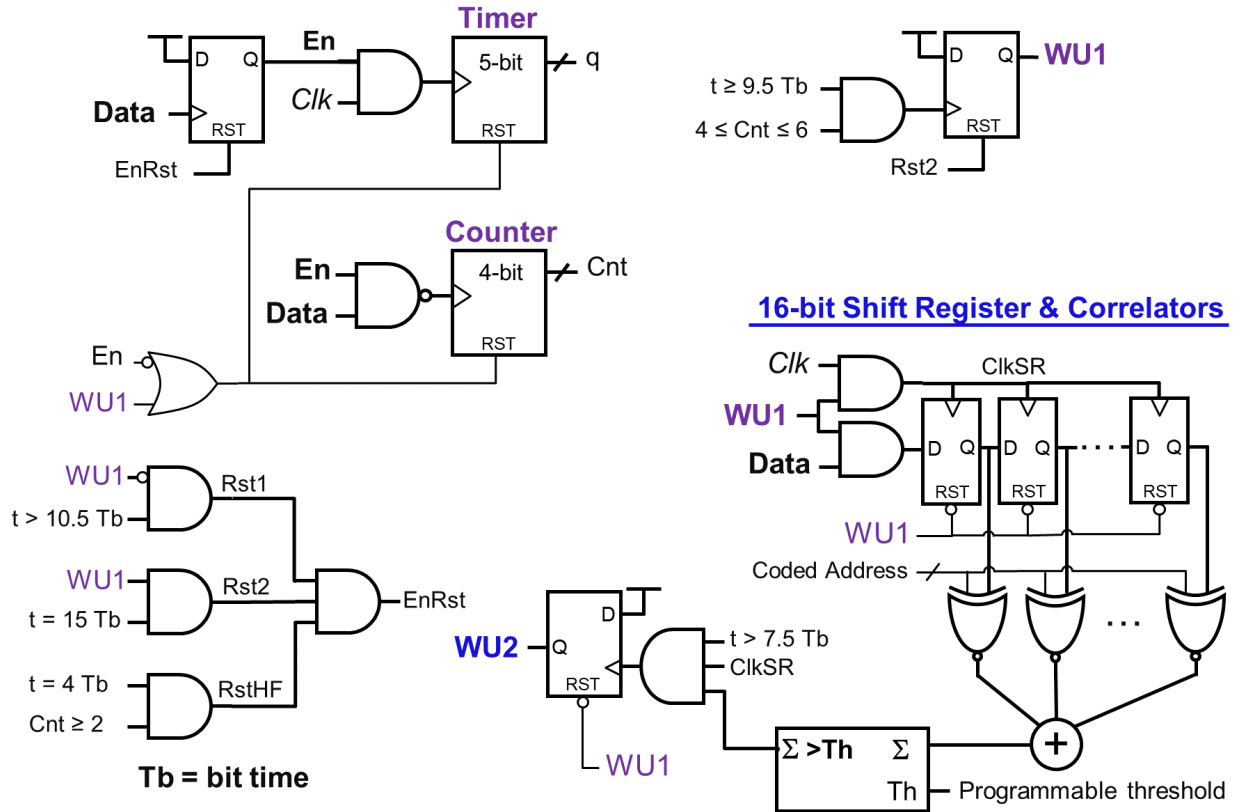 Timer
En
D Q
5-bit
q
Clk
Data
RST
RST
EnRst
D Q
WU1
t ≥ 9.5 Tb
4 ≤ Cnt ≤ 6
RST
Rst2
Counter
En
4-bit
Cnt
Data
RST
En
WU1
16-bit Shift Register & Correlators
Clk
ClkSR
WU1
D Q
D Q
D Q
Data
RST
RST
RST
WU1
Coded Address
WU1
Rst1
t > 10.5 Tb
WU1
Rst2
EnRst
t = 15 Tb
t = 4 Tb
RstHF
Cnt ≥ 2
Tb = bit time
D
WU2
Q
RST
t > 7.5 Tb
ClkSR
WU1
+
Σ >Th Σ
Th
Programmable threshold